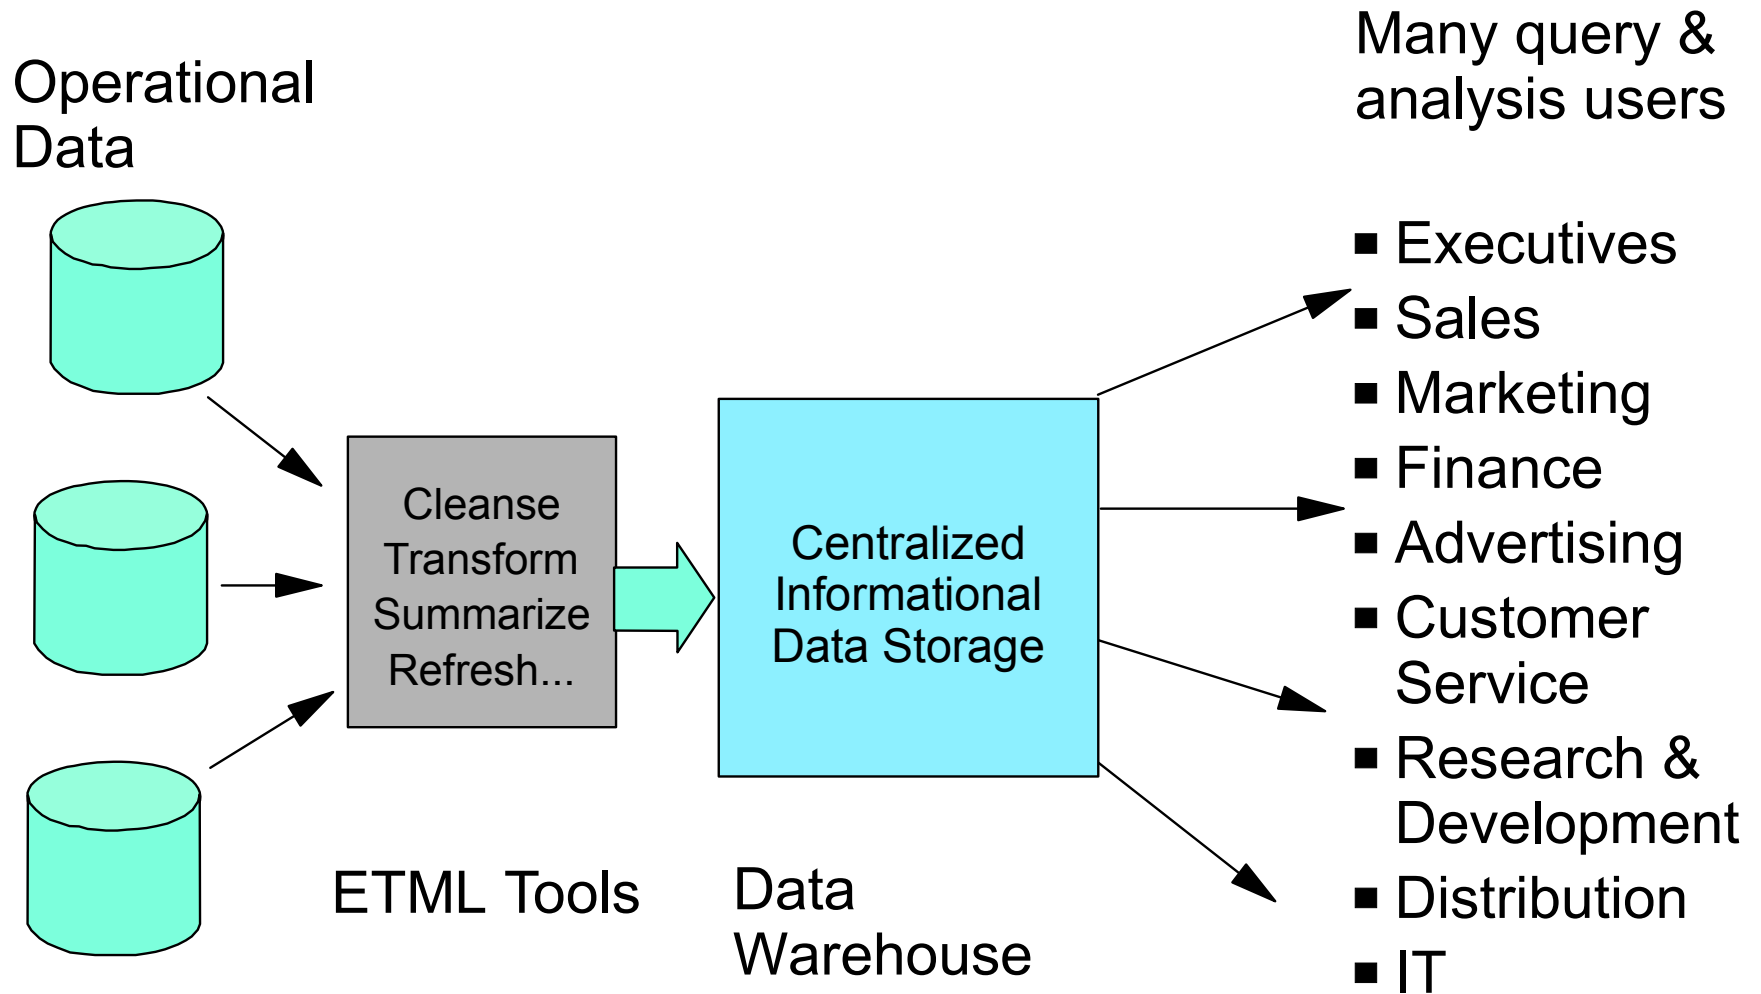 Operational
Data
Cleanse
Transform
Summarize
Refresh...
ETML Tools
Centralized
Informational
Data Storage
Data
Warehouse
Many query &
analysis users
▪ Executives
▪ Sales
▪ Marketing
▪ Finance
▪ Advertising
▪ Customer
Service
▪ Research &
Development
▪ Distribution
▪ IT